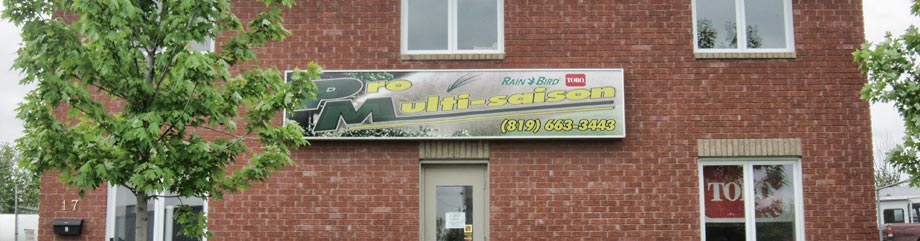 RAIN BIRD TORO
Pro
Multi-saison
(819) 663-3443
17
TORO